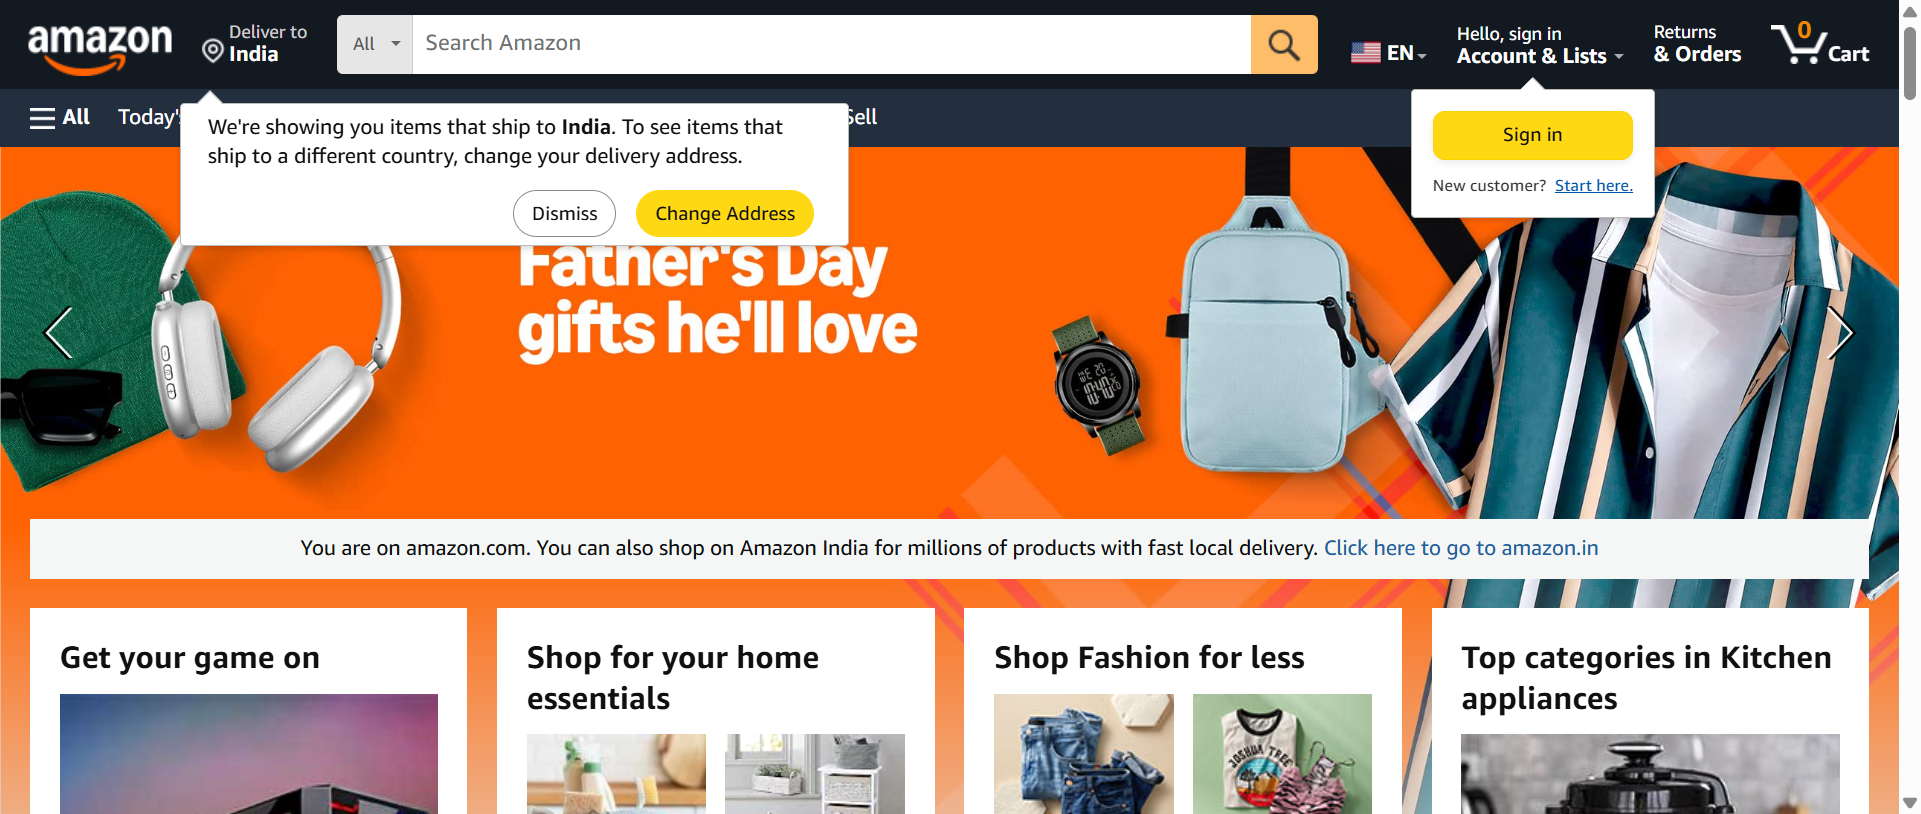 amazon
Deliver to
India
All
Search Amazon
EN
Hello, sign in
Account & Lists
Returns
& Orders
0
Cart
All
Today's
Sell
We're showing you items that ship to India. To see items that
ship to a different country, change your delivery address.
Dismiss
Change Address
Sign in
New customer? Start here.
Father's Day
gifts he'll love
You are on amazon.com. You can also shop on Amazon India for millions of products with fast local delivery. Click here to go to amazon.in
Get your game on
Shop for your home
essentials
Shop Fashion for less
Top categories in Kitchen
appliances
JOSHUA TREE